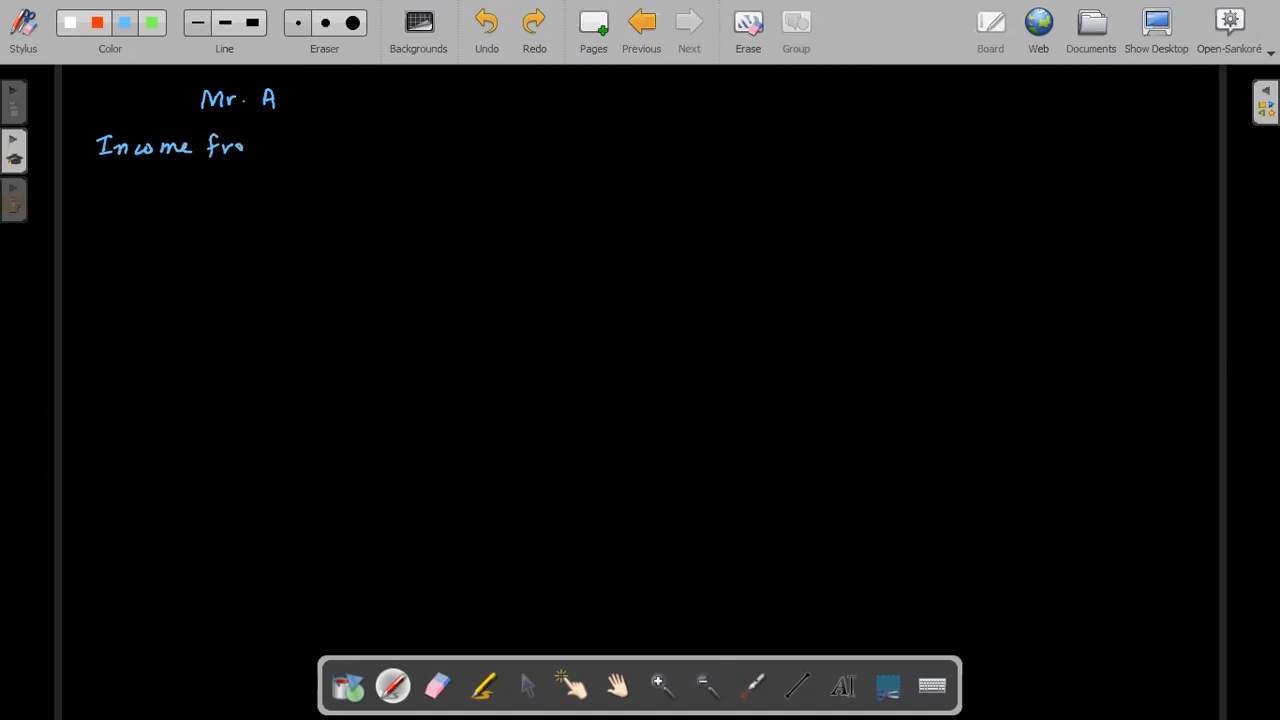 Stylus
Color
Line
Eraser
Backgrounds
Undo
Redo
Pages
Previous
Next
Erase
Group
Board
Web
Documents
Show Desktop
Open-Sankoré
Mr. A
Income fro
AI